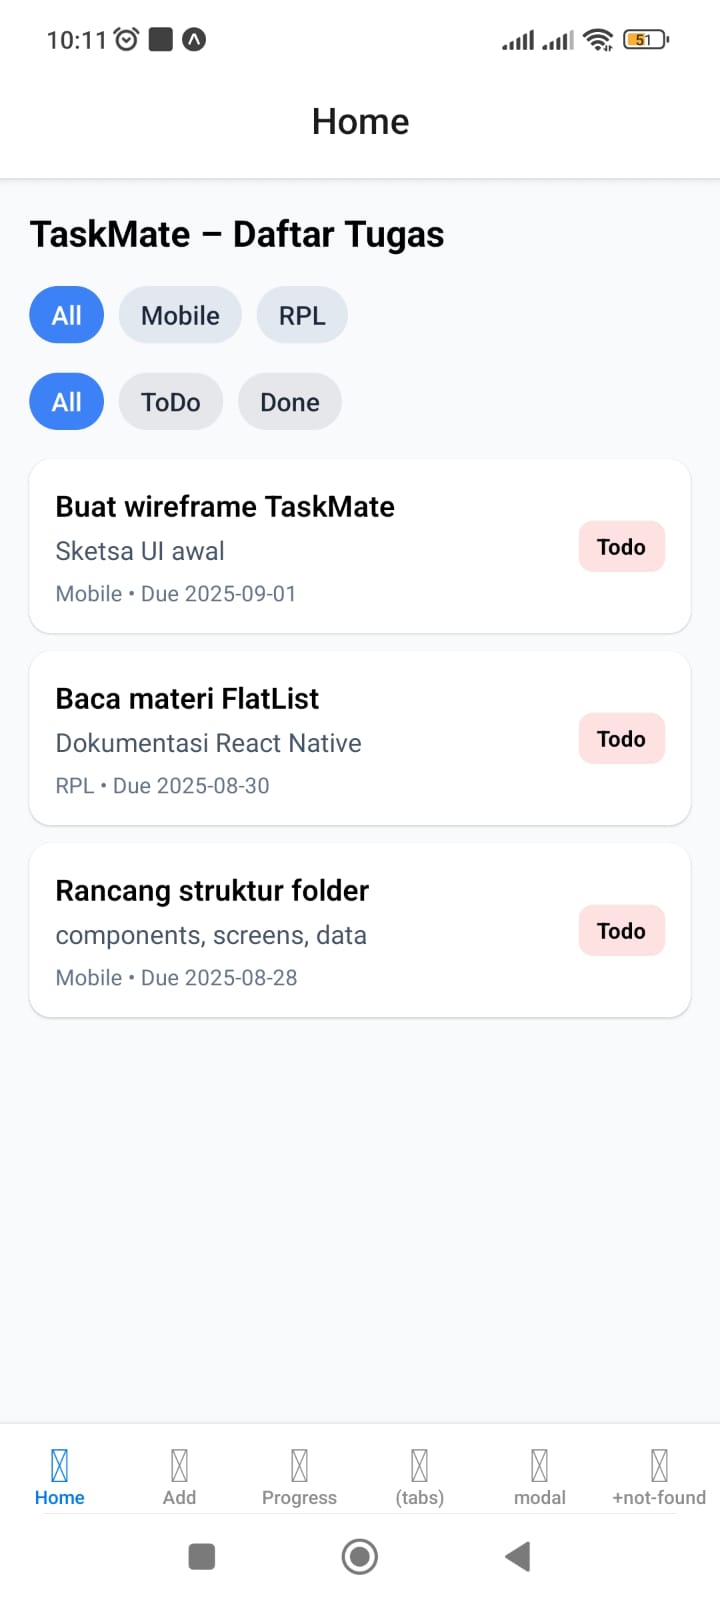 10:11
51
Home
TaskMate – Daftar Tugas
All Mobile RPL
All ToDo Done
Buat wireframe TaskMate
Sketsa UI awal
Mobile • Due 2025-09-01
Todo
Baca materi FlatList
Dokumentasi React Native
RPL • Due 2025-08-30
Todo
Rancang struktur folder
components, screens, data
Mobile • Due 2025-08-28
Todo
Home Add Progress (tabs) modal +not-found